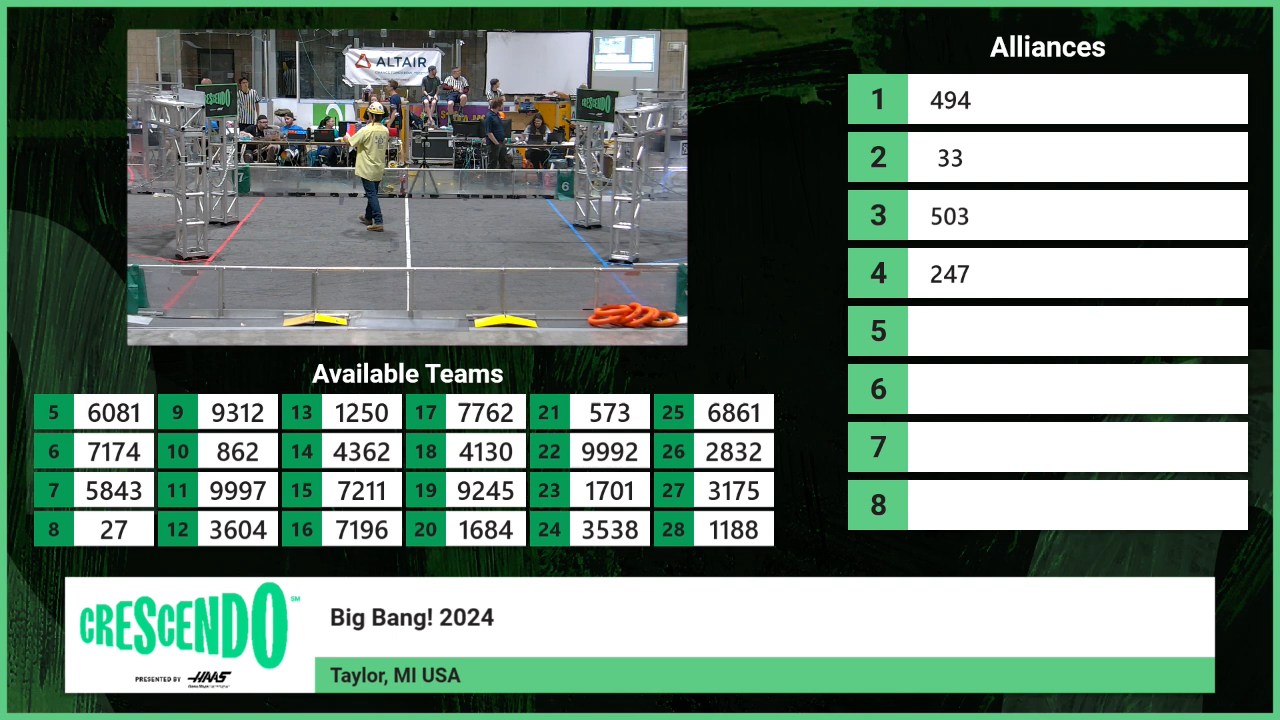 ALTAIR
CRESCENDO
CRESCENDO
7
6
Alliances
1 494
2 33
3 503
4 247
5
6
7
8
Available Teams
5 6081 9 9312 13 1250 17 7762 21 573 25 6861
6 7174 10 862 14 4362 18 4130 22 9992 26 2832
7 5843 11 9997 15 7211 19 9245 23 1701 27 3175
8 27 12 3604 16 7196 20 1684 24 3538 28 1188
CRESCENDO SM
PRESENTED BY HAAS
Big Bang! 2024
Taylor, MI USA